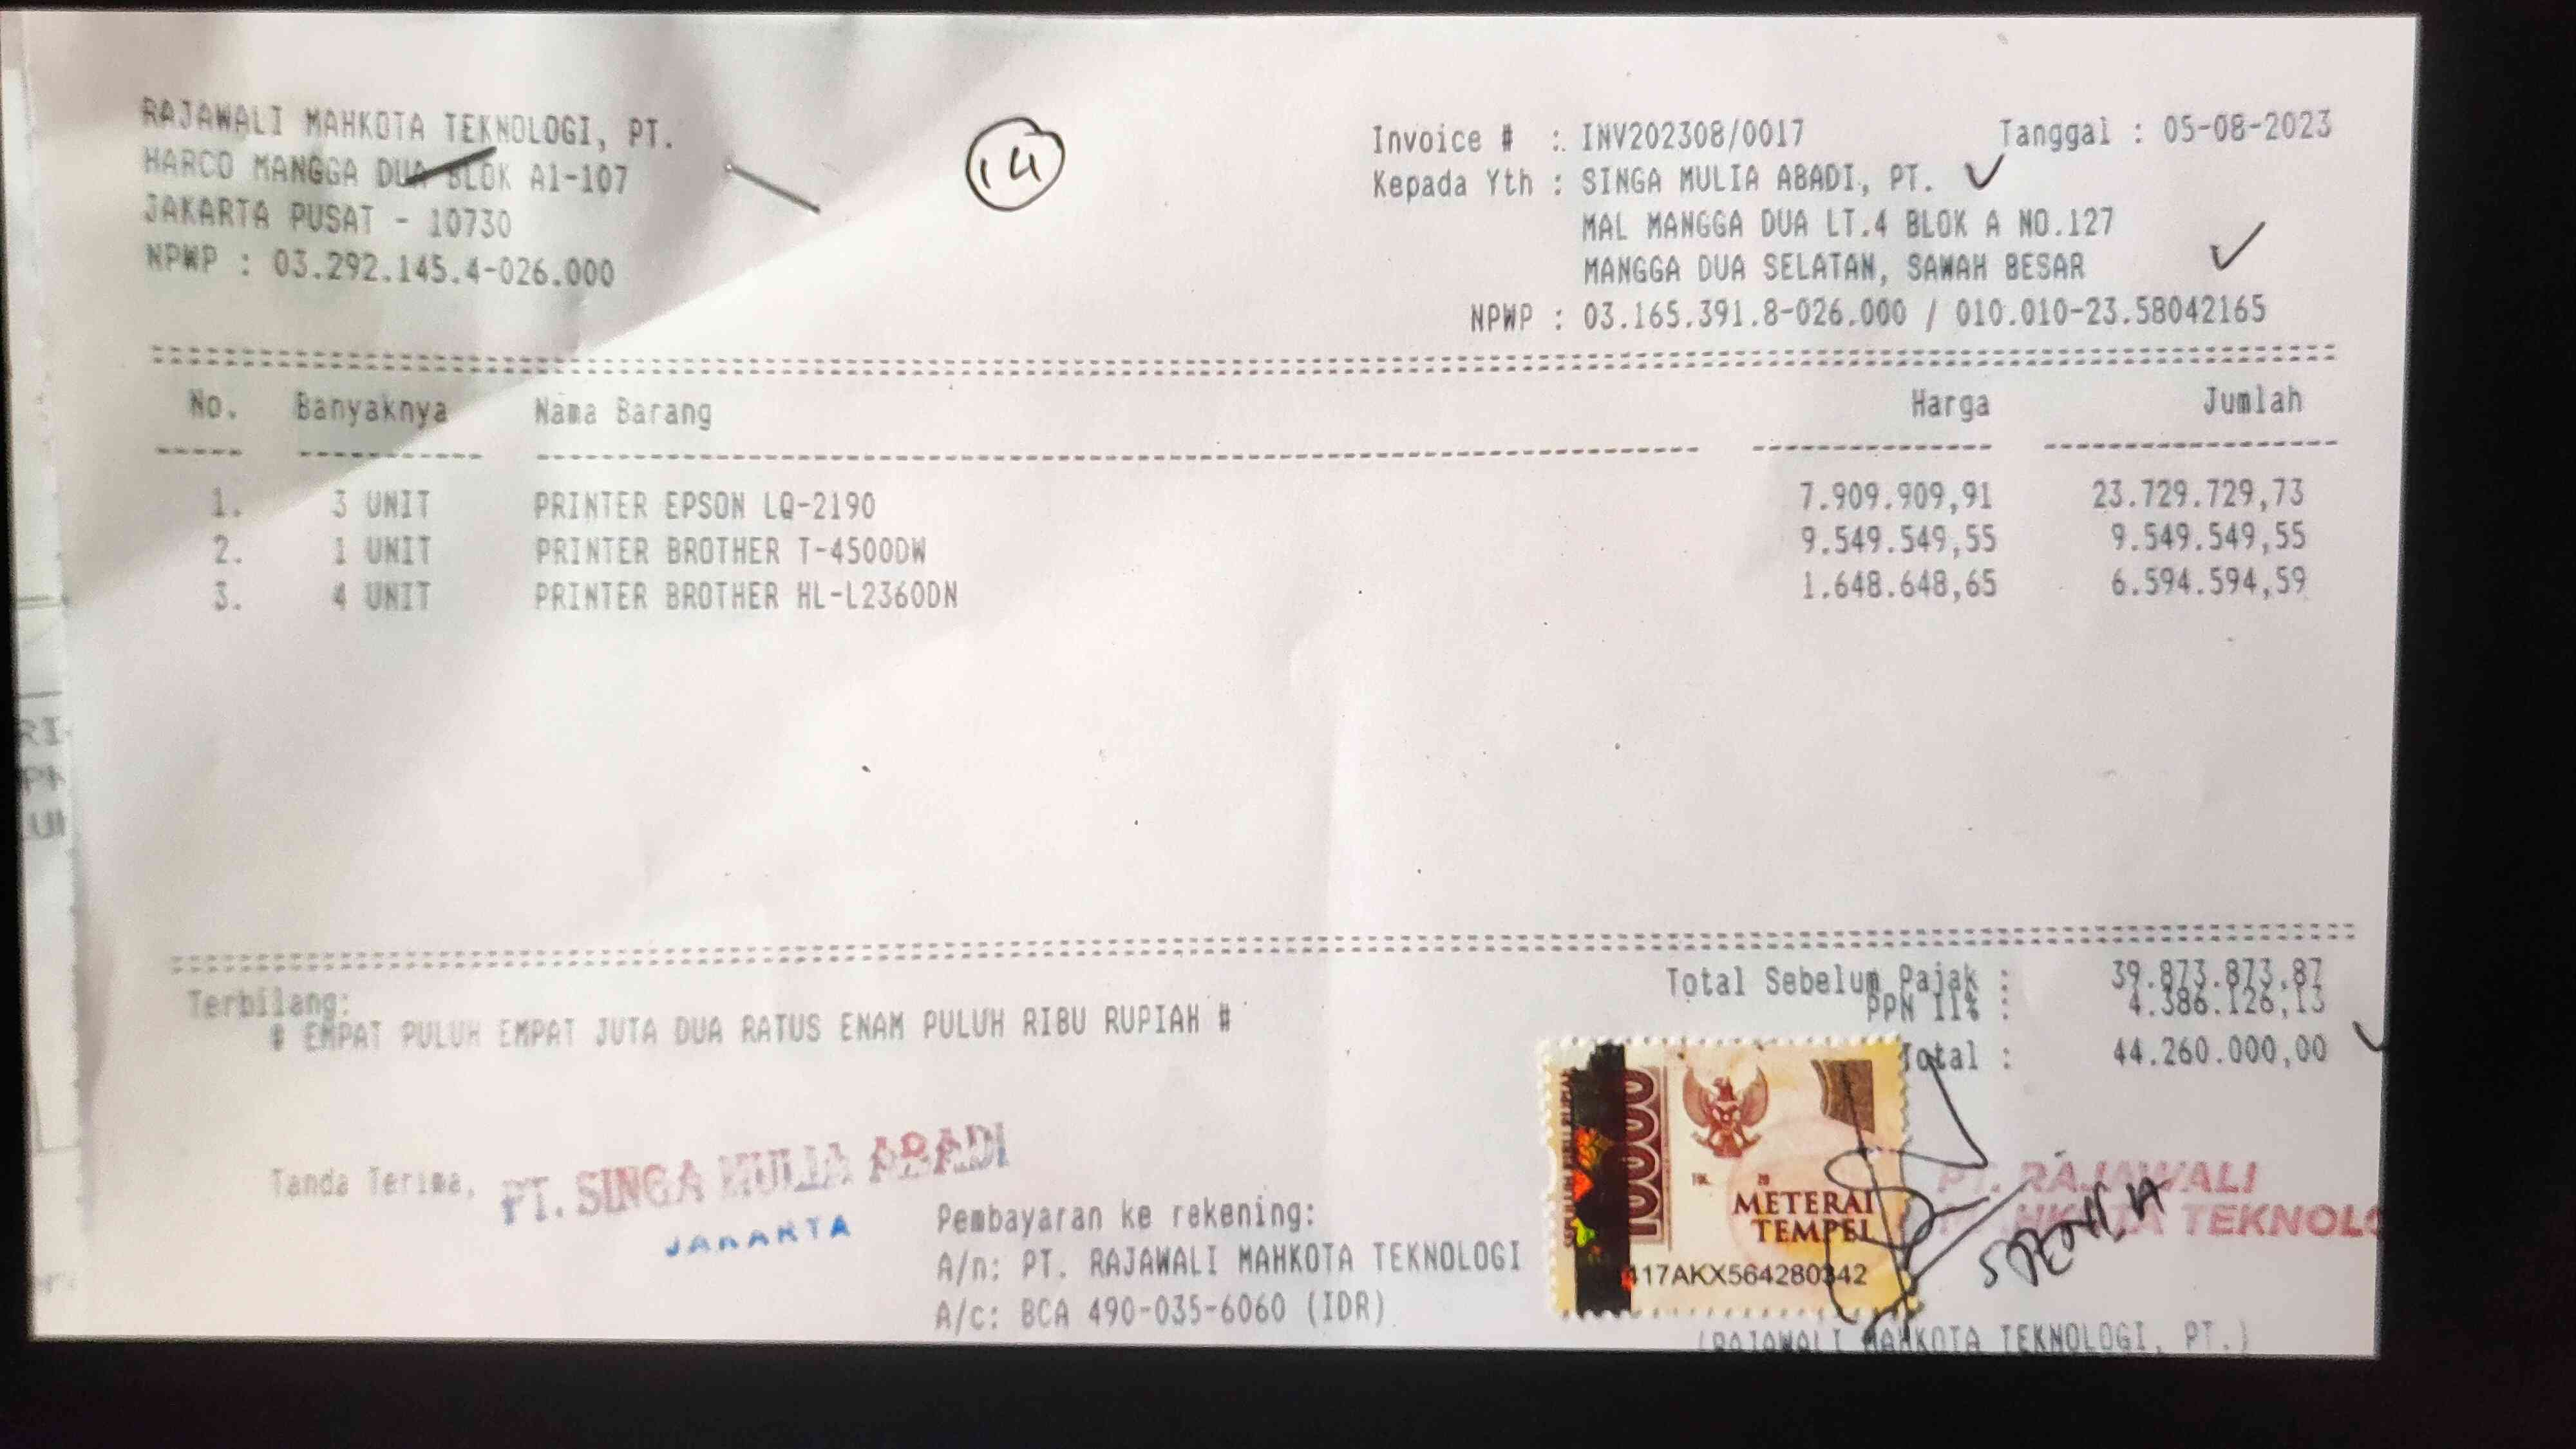 RAJAWALI MAHKOTA TEKNOLOGI, PT.
HARCO MANGGA DUA BLOK A1-107
JAKARTA PUSAT - 10730
NPWP : 03.292.145.4-026.000
14
Invoice # : INV202308/0017 Tanggal : 05-08-2023
Kepada Yth : SINGA MULIA ABADI, PT.
MAL MANGGA DUA LT.4 BLOK A NO.127
MANGGA DUA SELATAN, SAWAH BESAR
NPWP : 03.165.391.8-026.000 / 010.010-23.58042165
No. Banyaknya Nama Barang Harga Jumlah
1. 3 UNIT PRINTER EPSON LQ-2190 7.909.909,91 23.729.729,73
2. 1 UNIT PRINTER BROTHER T-4500DW 9.549.549,55 9.549.549,55
3. 4 UNIT PRINTER BROTHER HL-L2360DN 1.648.648,65 6.594.594,59
Total Sebelum Pajak : 39.873.873,87
PPN 11% : 4.386.126,13
Total : 44.260.000,00
Terbilang:
# EMPAT PULUH EMPAT JUTA DUA RATUS ENAM PULUH RIBU RUPIAH #
Tanda Terima,
PT. SINGA MULIA ABADI
JAKARTA
Pembayaran ke rekening:
A/n: PT. RAJAWALI MAHKOTA TEKNOLOGI
A/c: BCA 490-035-6060 (IDR)
10000
METERAI
TEMPEL
417AKX564280342
PT. RAJAWALI
TEKNOLO
(RAJAWALI MAHKOTA TEKNOLOGI, PT.)